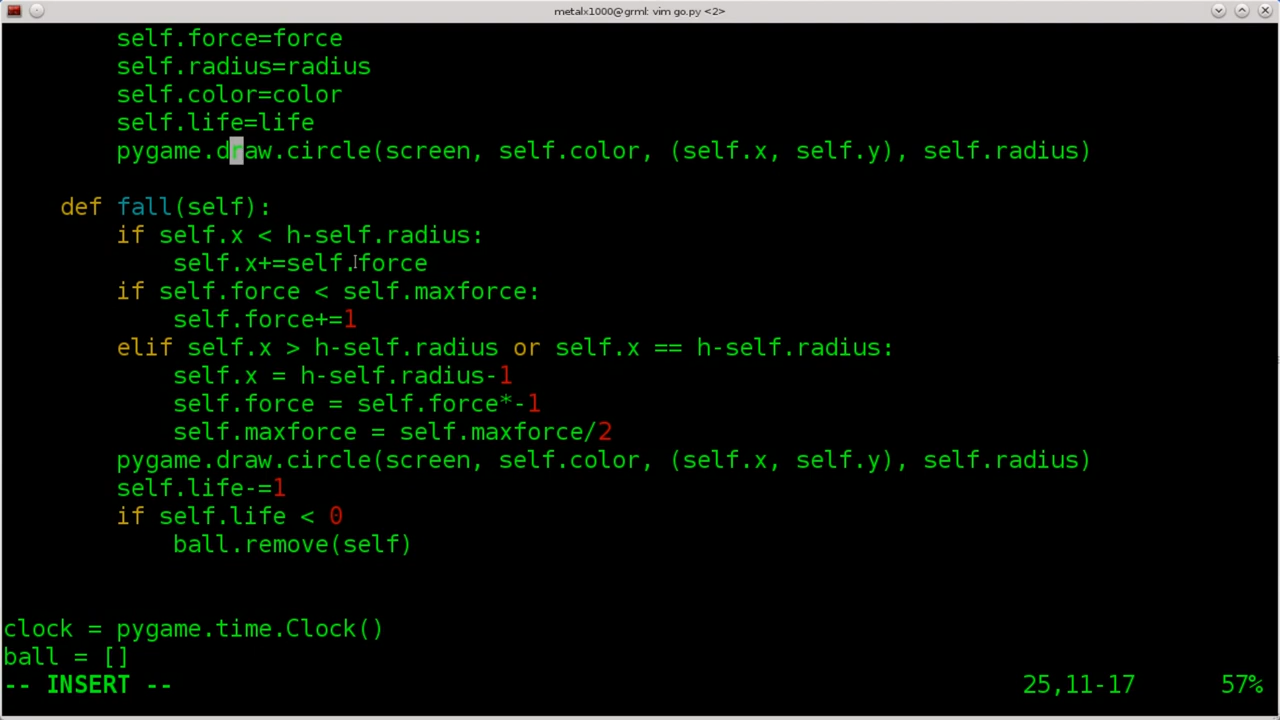 metalx1000@grml: vim go.py <2>
self.force=force
self.radius=radius
self.color=color
self.life=life
pygame.draw.circle(screen, self.color, (self.x, self.y), self.radius)
def fall(self):
if self.x < h-self.radius:
self.x+=self.force
if self.force < self.maxforce:
self.force+=1
elif self.x > h-self.radius or self.x == h-self.radius:
self.x = h-self.radius-1
self.force = self.force*-1
self.maxforce = self.maxforce/2
pygame.draw.circle(screen, self.color, (self.x, self.y), self.radius)
self.life-=1
if self.life < 0
ball.remove(self)
clock = pygame.time.Clock()
ball = []
-- INSERT -- 25,11-17 57%